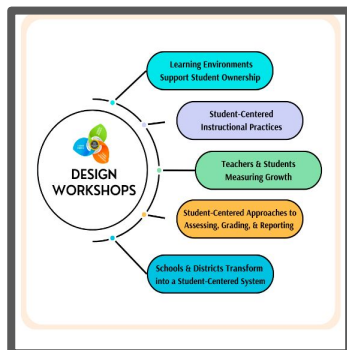 Learning Environments
Support Student Ownership
Student-Centered
Instructional Practices
DESIGN
WORKSHOPS
Teachers & Students
Measuring Growth
Student-Centered Approaches to
Assessing, Grading, & Reporting
Schools & Districts Transform
into a Student-Centered System